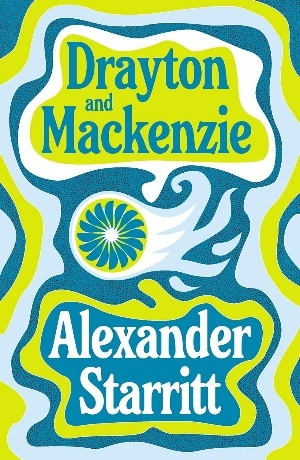 Drayton
and
Mackenzie
Alexander
Starritt